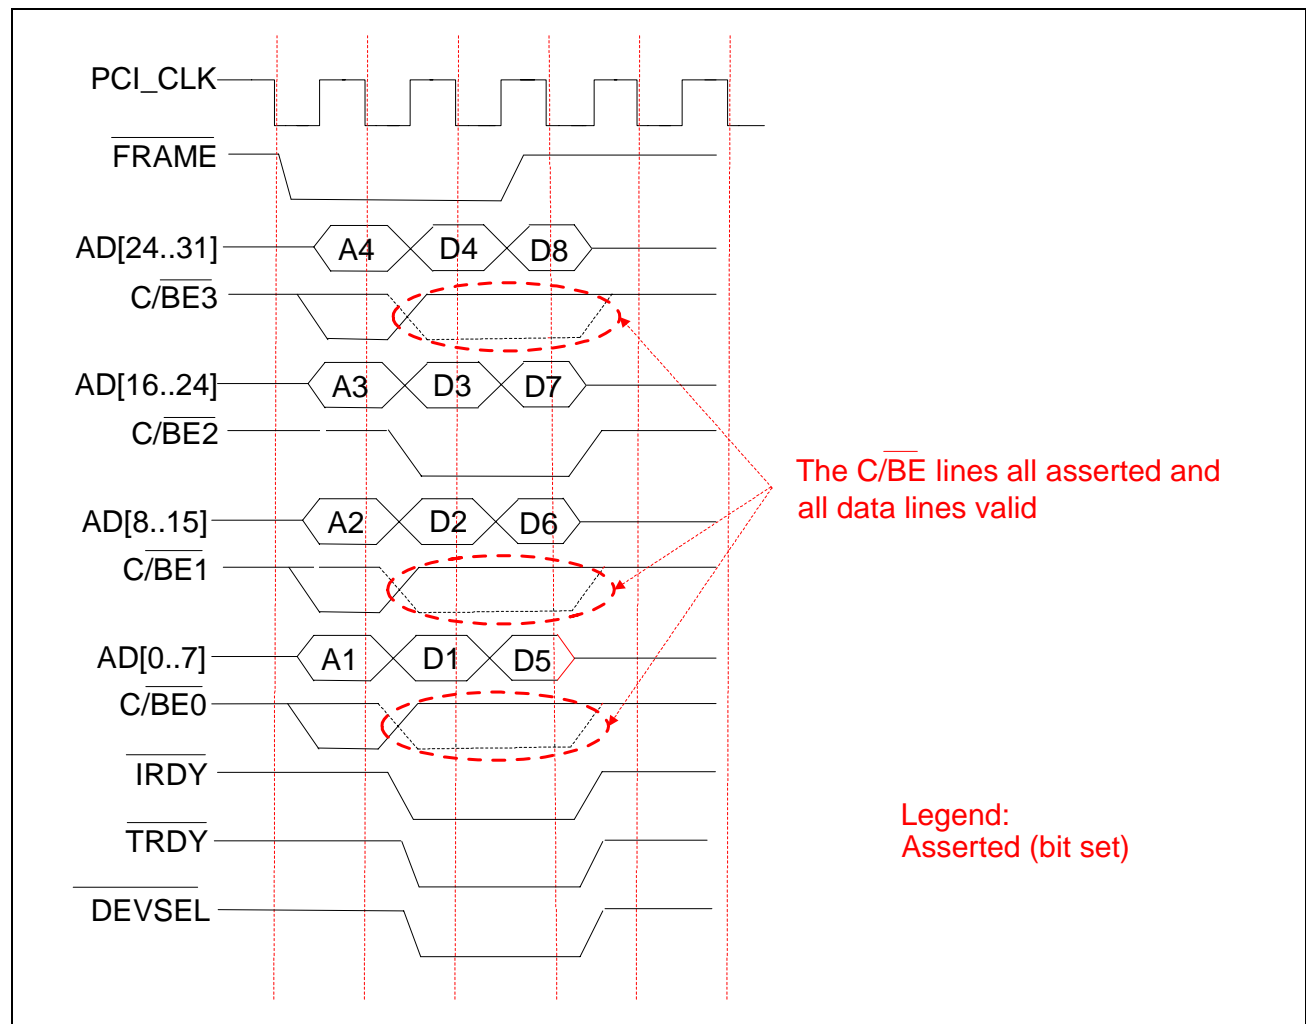 PCI_CLK
FRAME
AD[24..31] A4 D4 D8
C/BE3
AD[16..24] A3 D3 D7
C/BE2
The C/BE lines all asserted and
all data lines valid
AD[8..15] A2 D2 D6
C/BE1
AD[0..7] A1 D1 D5
C/BE0
IRDY
TRDY
Legend:
Asserted (bit set)
DEVSEL